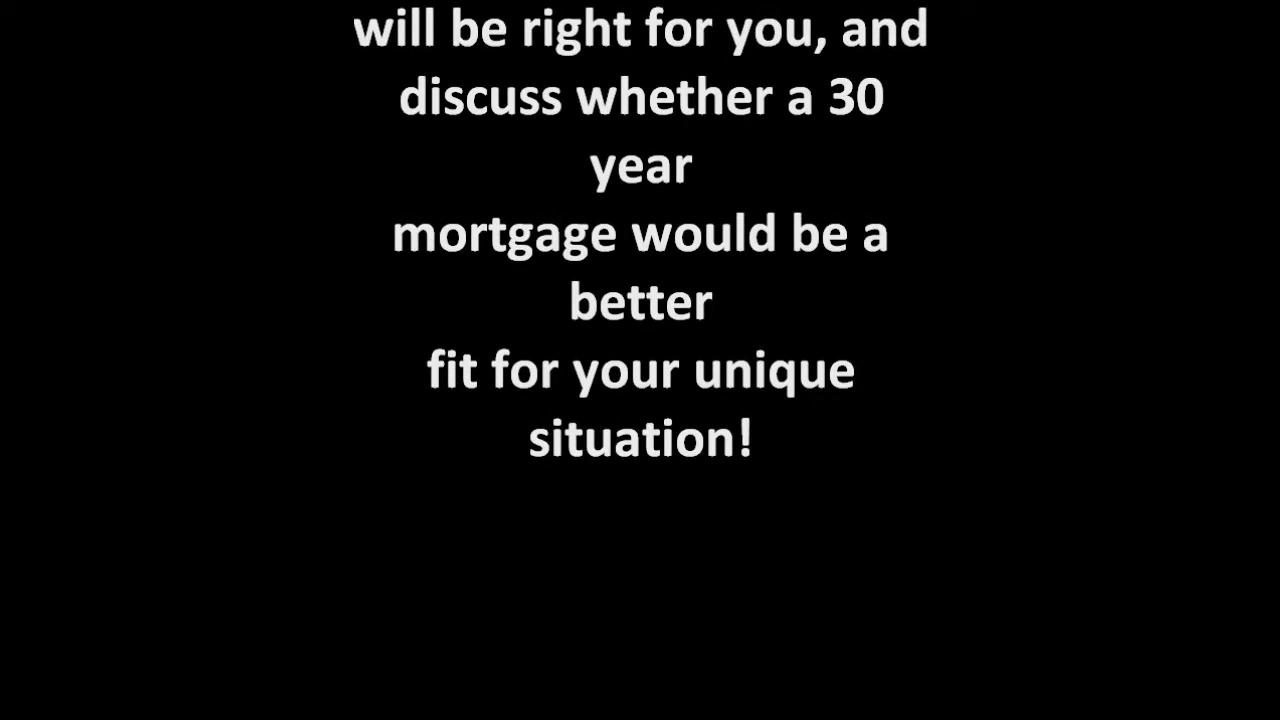 will be right for you, and
discuss whether a 30
year
mortgage would be a
better
fit for your unique
situation!